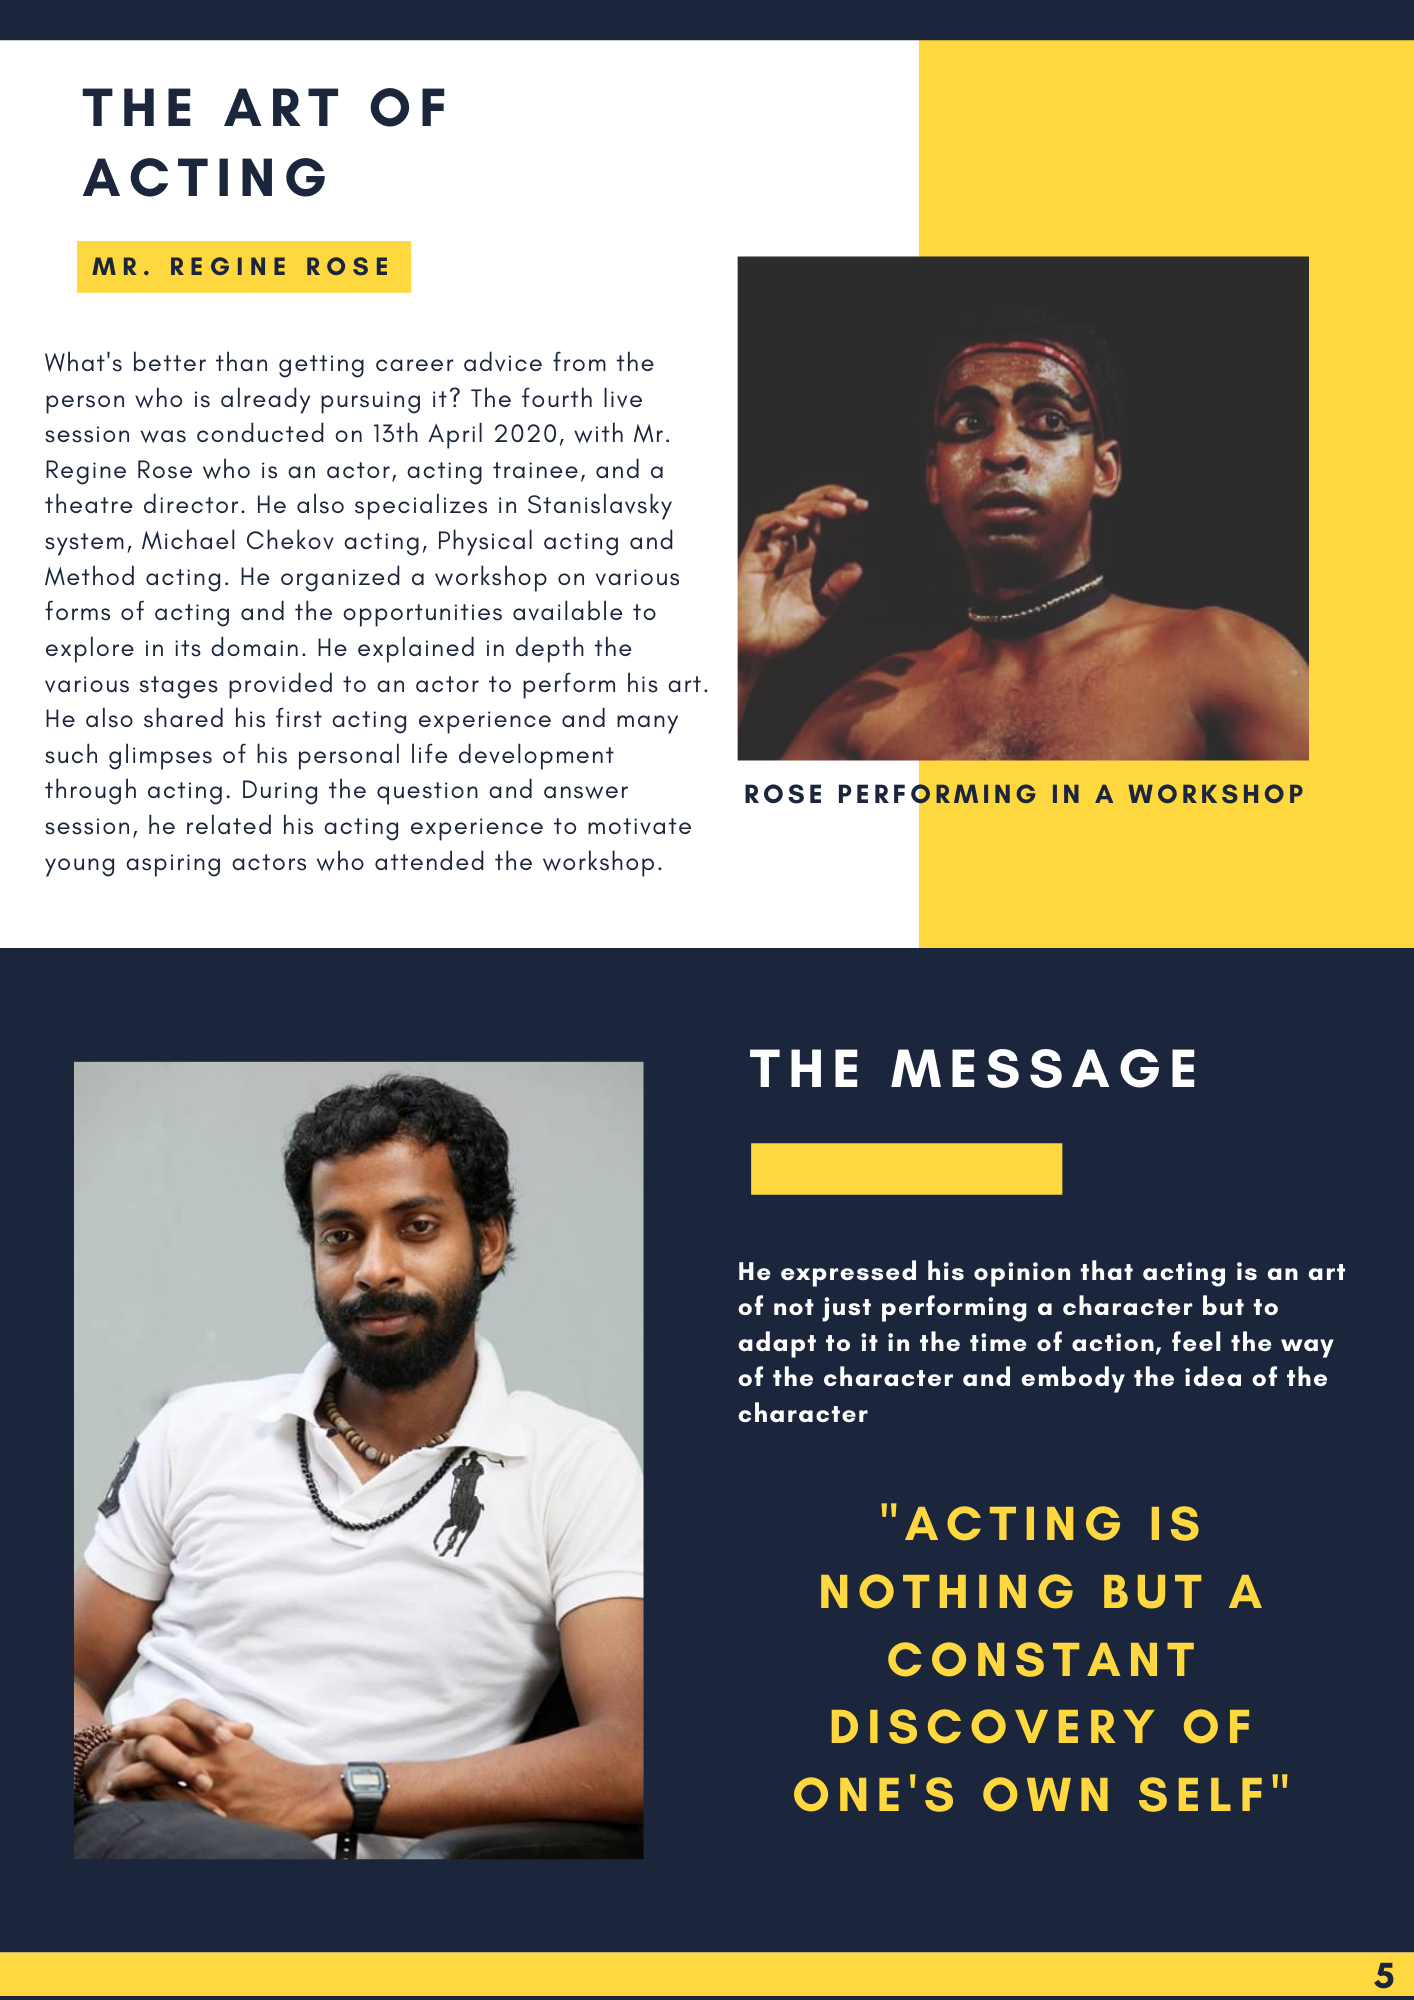 THE ART OF
ACTING
MR. REGINE ROSE
What's better than getting career advice from the
person who is already pursuing it? The fourth live
session was conducted on 13th April 2020, with Mr.
Regine Rose who is an actor, acting trainee, and a
theatre director. He also specializes in Stanislavsky
system, Michael Chekov acting, Physical acting and
Method acting. He organized a workshop on various
forms of acting and the opportunities available to
explore in its domain. He explained in depth the
various stages provided to an actor to perform his art.
He also shared his first acting experience and many
such glimpses of his personal life development
through acting. During the question and answer
session, he related his acting experience to motivate
young aspiring actors who attended the workshop.
ROSE PERFORMING IN A WORKSHOP
THE MESSAGE
He expressed his opinion that acting is an art
of not just performing a character but to
adapt to it in the time of action, feel the way
of the character and embody the idea of the
character
"ACTING IS
NOTHING BUT A
CONSTANT
DISCOVERY OF
ONE'S OWN SELF"
5